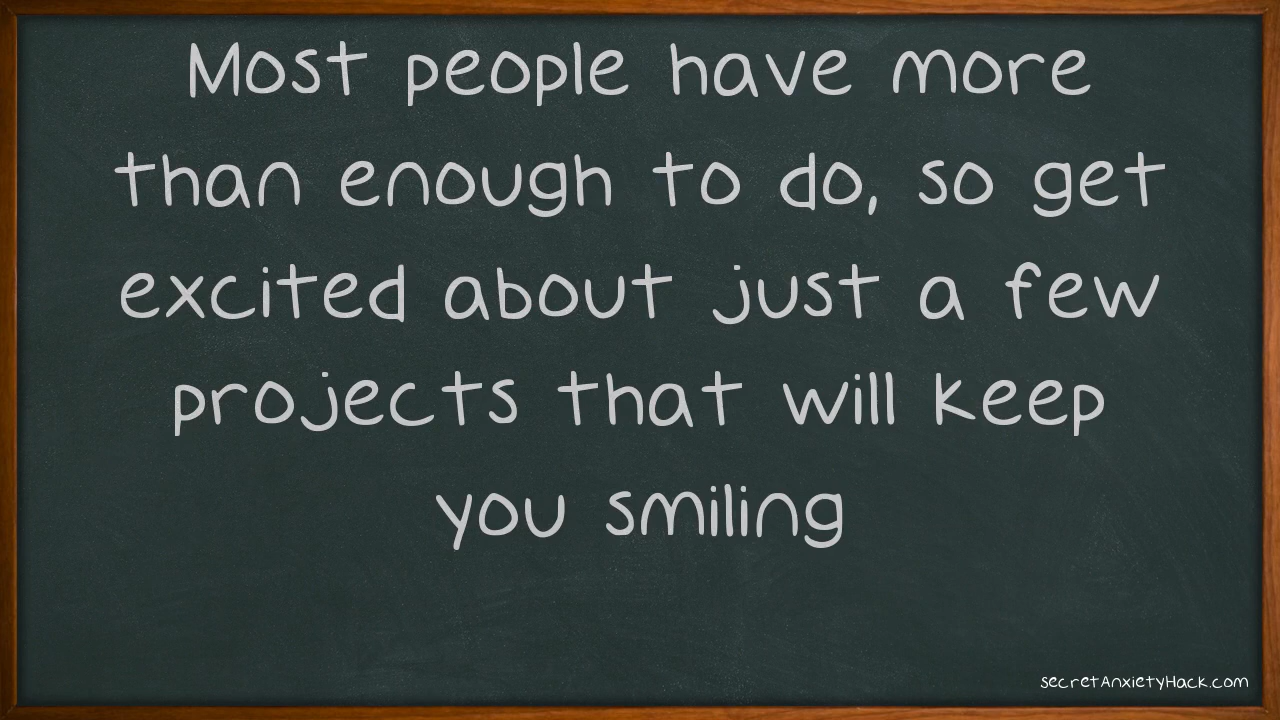 Most people have more
than enough to do, so get
excited about just a few
projects that will keep
you smiling
secretAnxietyHack.com